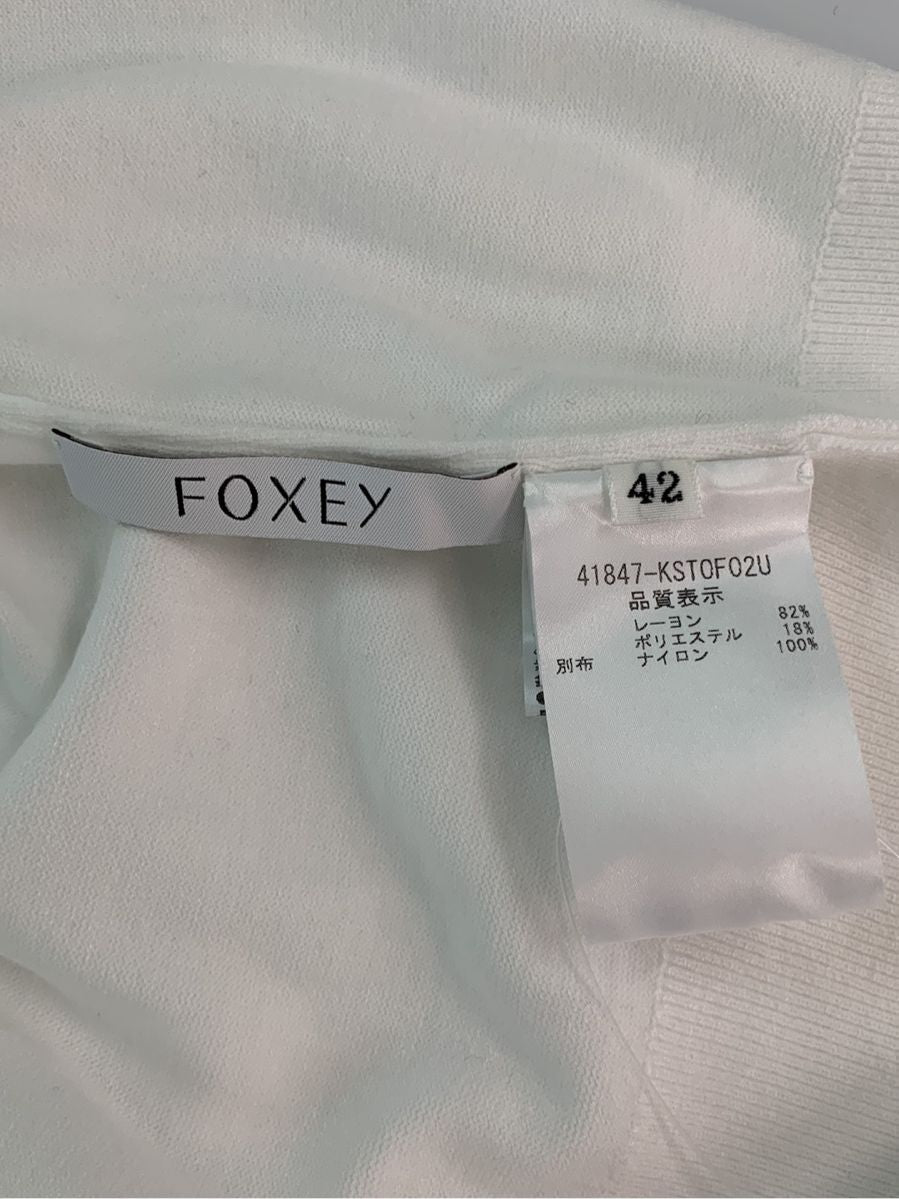 FOXEY
42
41847-KST0F02U
品質表示
レーヨン 82%
ポリエステル 18%
別布 ナイロン 100%